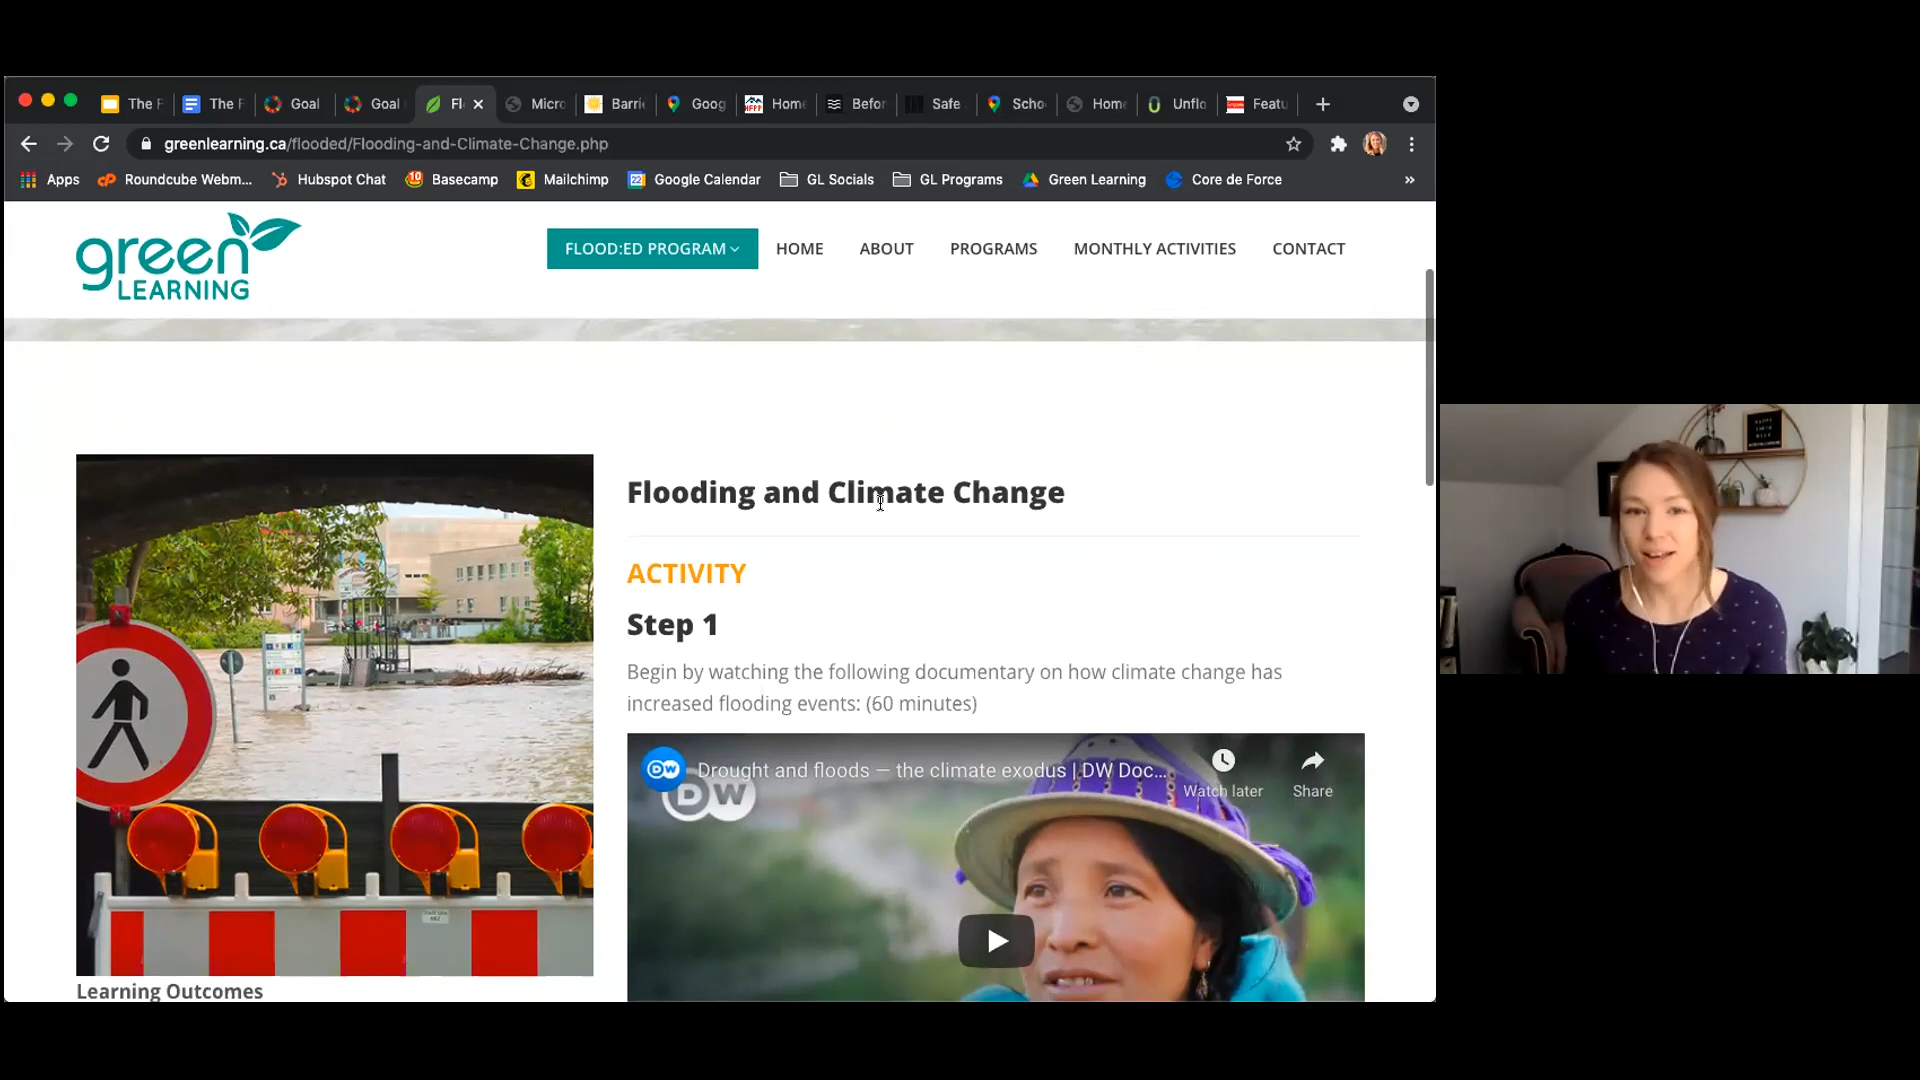 The F
The F
Goal
Goal
Fl
Micro
Barri
Goog
Home
Befor
Safe
Scho
Home
Unflo
Featu
greenlearning.ca/flooded/Flooding-and-Climate-Change.php
Apps
Roundcube Webm...
10
Hubspot Chat
Basecamp
Mailchimp
22
Google Calendar
GL Socials
GL Programs
Green Learning
Core de Force
»
green
LEARNING
FLOOD:ED PROGRAM
HOME
ABOUT
PROGRAMS
MONTHLY ACTIVITIES
CONTACT
Flooding and Climate Change
ACTIVITY
Step 1
Begin by watching the following documentary on how climate change has
increased flooding events: (60 minutes)
DW
Drought and floods — the climate exodus | DW Doc...
Watch later
Share
DW
Learning Outcomes